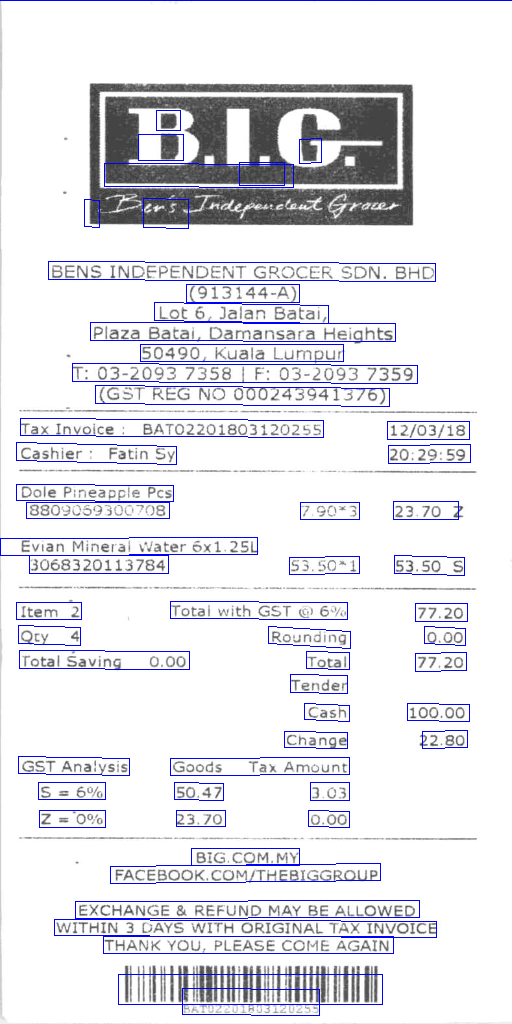 B.I.G.
Ben's Independent Grocer
BENS INDEPENDENT GROCER SDN. BHD
(913144-A)
Lot 6, Jalan Batai,
Plaza Batai, Damansara Heights
50490, Kuala Lumpur
T: 03-2093 7358 | F: 03-2093 7359
(GST REG NO 000243941376)
Tax Invoice : BAT02201803120255 12/03/18
Cashier : Fatin Sy 20:29:59
Dole Pineapple Pcs
8809069300708 7.90*3 23.70 Z
Evian Mineral Water 6x1.25L
3068320113784 53.50*1 53.50 S
Item 2 Total with GST @ 6% 77.20
Qty 4 Rounding 0.00
Total Saving 0.00 Total 77.20
Tender
Cash 100.00
Change 22.80
GST Analysis Goods Tax Amount
S = 6% 50.47 3.03
Z = 0% 23.70 0.00
BIG.COM.MY
FACEBOOK.COM/THEBIGGROUP
EXCHANGE & REFUND MAY BE ALLOWED
WITHIN 3 DAYS WITH ORIGINAL TAX INVOICE
THANK YOU, PLEASE COME AGAIN
BAT02201803120255